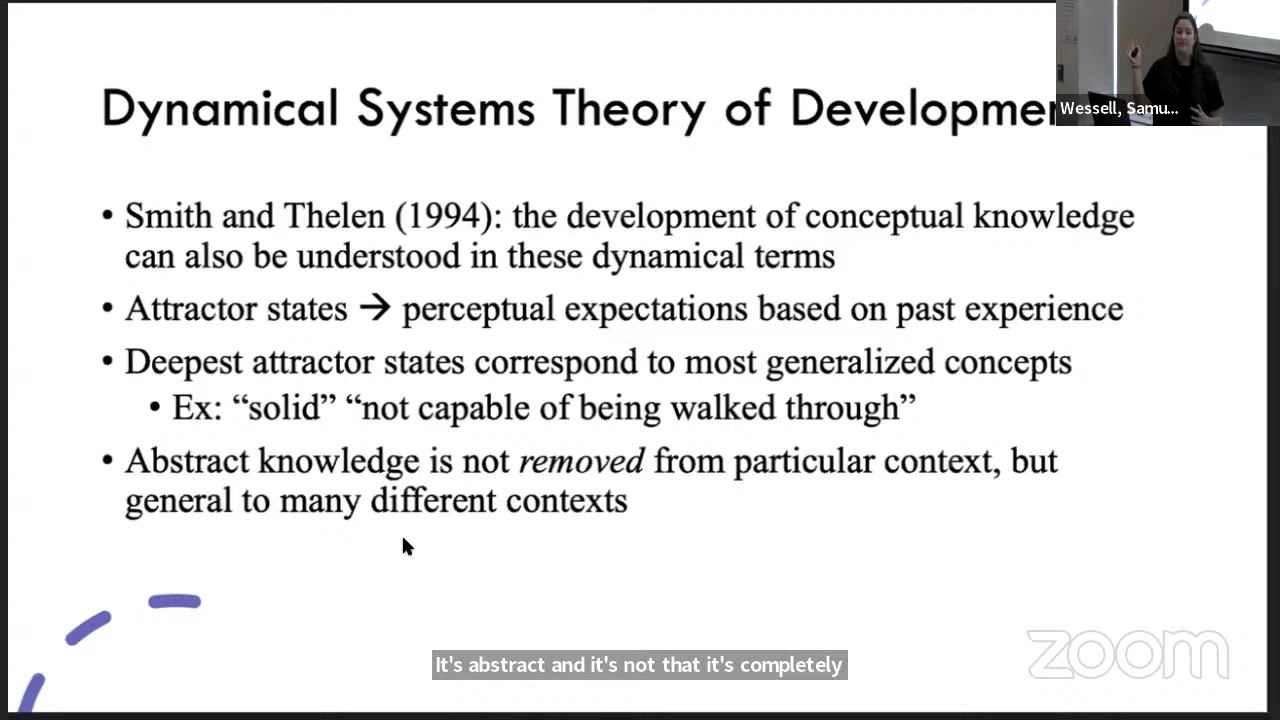 Dynamical Systems Theory of Developmen
Wessell, Samu...
• Smith and Thelen (1994): the development of conceptual knowledge
can also be understood in these dynamical terms
• Attractor states → perceptual expectations based on past experience
• Deepest attractor states correspond to most generalized concepts
• Ex: “solid” “not capable of being walked through”
• Abstract knowledge is not removed from particular context, but
general to many different contexts
It's abstract and it's not that it's completely
zoom